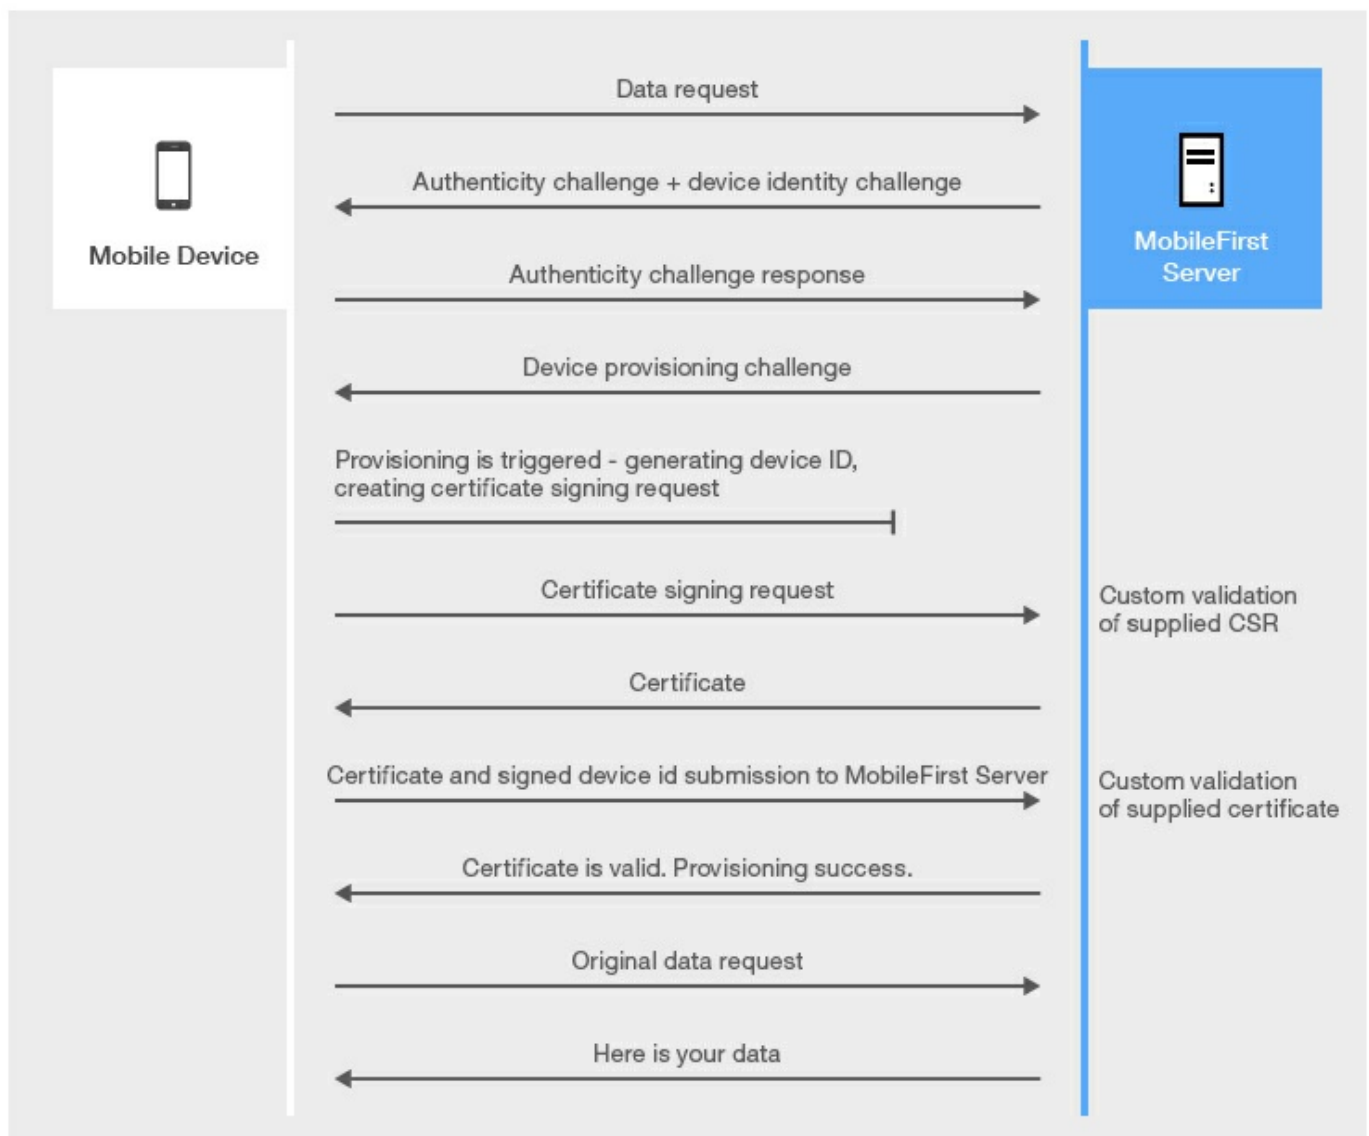 Data request
Authenticity challenge + device identity challenge
Mobile Device
MobileFirst
Server
Authenticity challenge response
Device provisioning challenge
Provisioning is triggered - generating device ID,
creating certificate signing request
Certificate signing request
Custom validation
of supplied CSR
Certificate
Certificate and signed device id submission to MobileFirst Server
Custom validation
of supplied certificate
Certificate is valid. Provisioning success.
Original data request
Here is your data